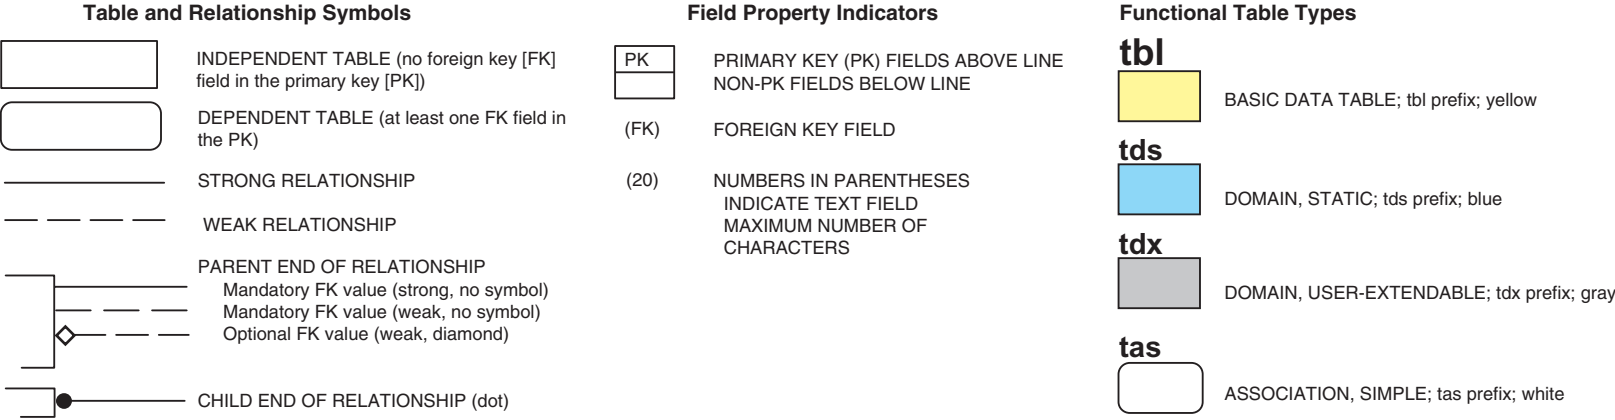 Table and Relationship Symbols
INDEPENDENT TABLE (no foreign key [FK]
field in the primary key [PK])
DEPENDENT TABLE (at least one FK field in
the PK)
STRONG RELATIONSHIP
WEAK RELATIONSHIP
PARENT END OF RELATIONSHIP
Mandatory FK value (strong, no symbol)
Mandatory FK value (weak, no symbol)
Optional FK value (weak, diamond)
CHILD END OF RELATIONSHIP (dot)
Field Property Indicators
PK
PRIMARY KEY (PK) FIELDS ABOVE LINE
NON-PK FIELDS BELOW LINE
(FK)
FOREIGN KEY FIELD
(20)
NUMBERS IN PARENTHESES
INDICATE TEXT FIELD
MAXIMUM NUMBER OF
CHARACTERS
Functional Table Types
tbl
BASIC DATA TABLE; tbl prefix; yellow
tds
DOMAIN, STATIC; tds prefix; blue
tdx
DOMAIN, USER-EXTENDABLE; tdx prefix; gray
tas
ASSOCIATION, SIMPLE; tas prefix; white